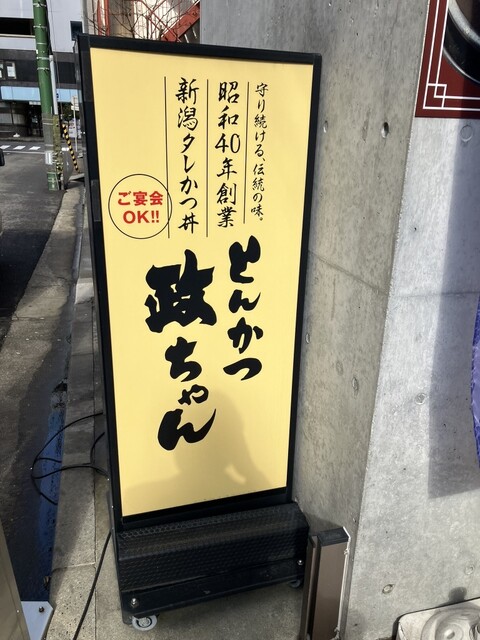 守り続ける、伝統の味。
昭和40年創業
新潟タレかつ丼
ご宴会
OK!!
とんかつ
政ちゃん